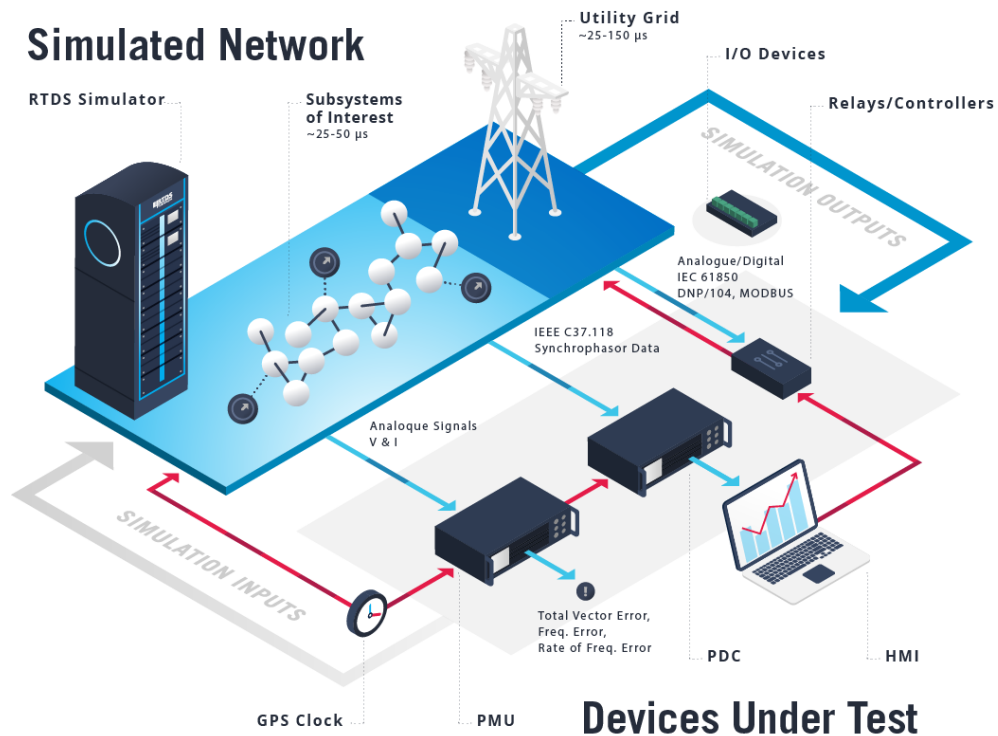 Simulated Network
RTDS Simulator
RTDS
Subsystems
of Interest
~25-50 µs
Utility Grid
~25-150 µs
I/O Devices
Relays/Controllers
SIMULATION OUTPUTS
Analogue/Digital
IEC 61850
DNP/104, MODBUS
IEEE C37.118
Synchrophasor Data
Analoque Signals
V & I
SIMULATION INPUTS
Total Vector Error,
Freq. Error,
Rate of Freq. Error
PDC
HMI
GPS Clock
PMU
Devices Under Test